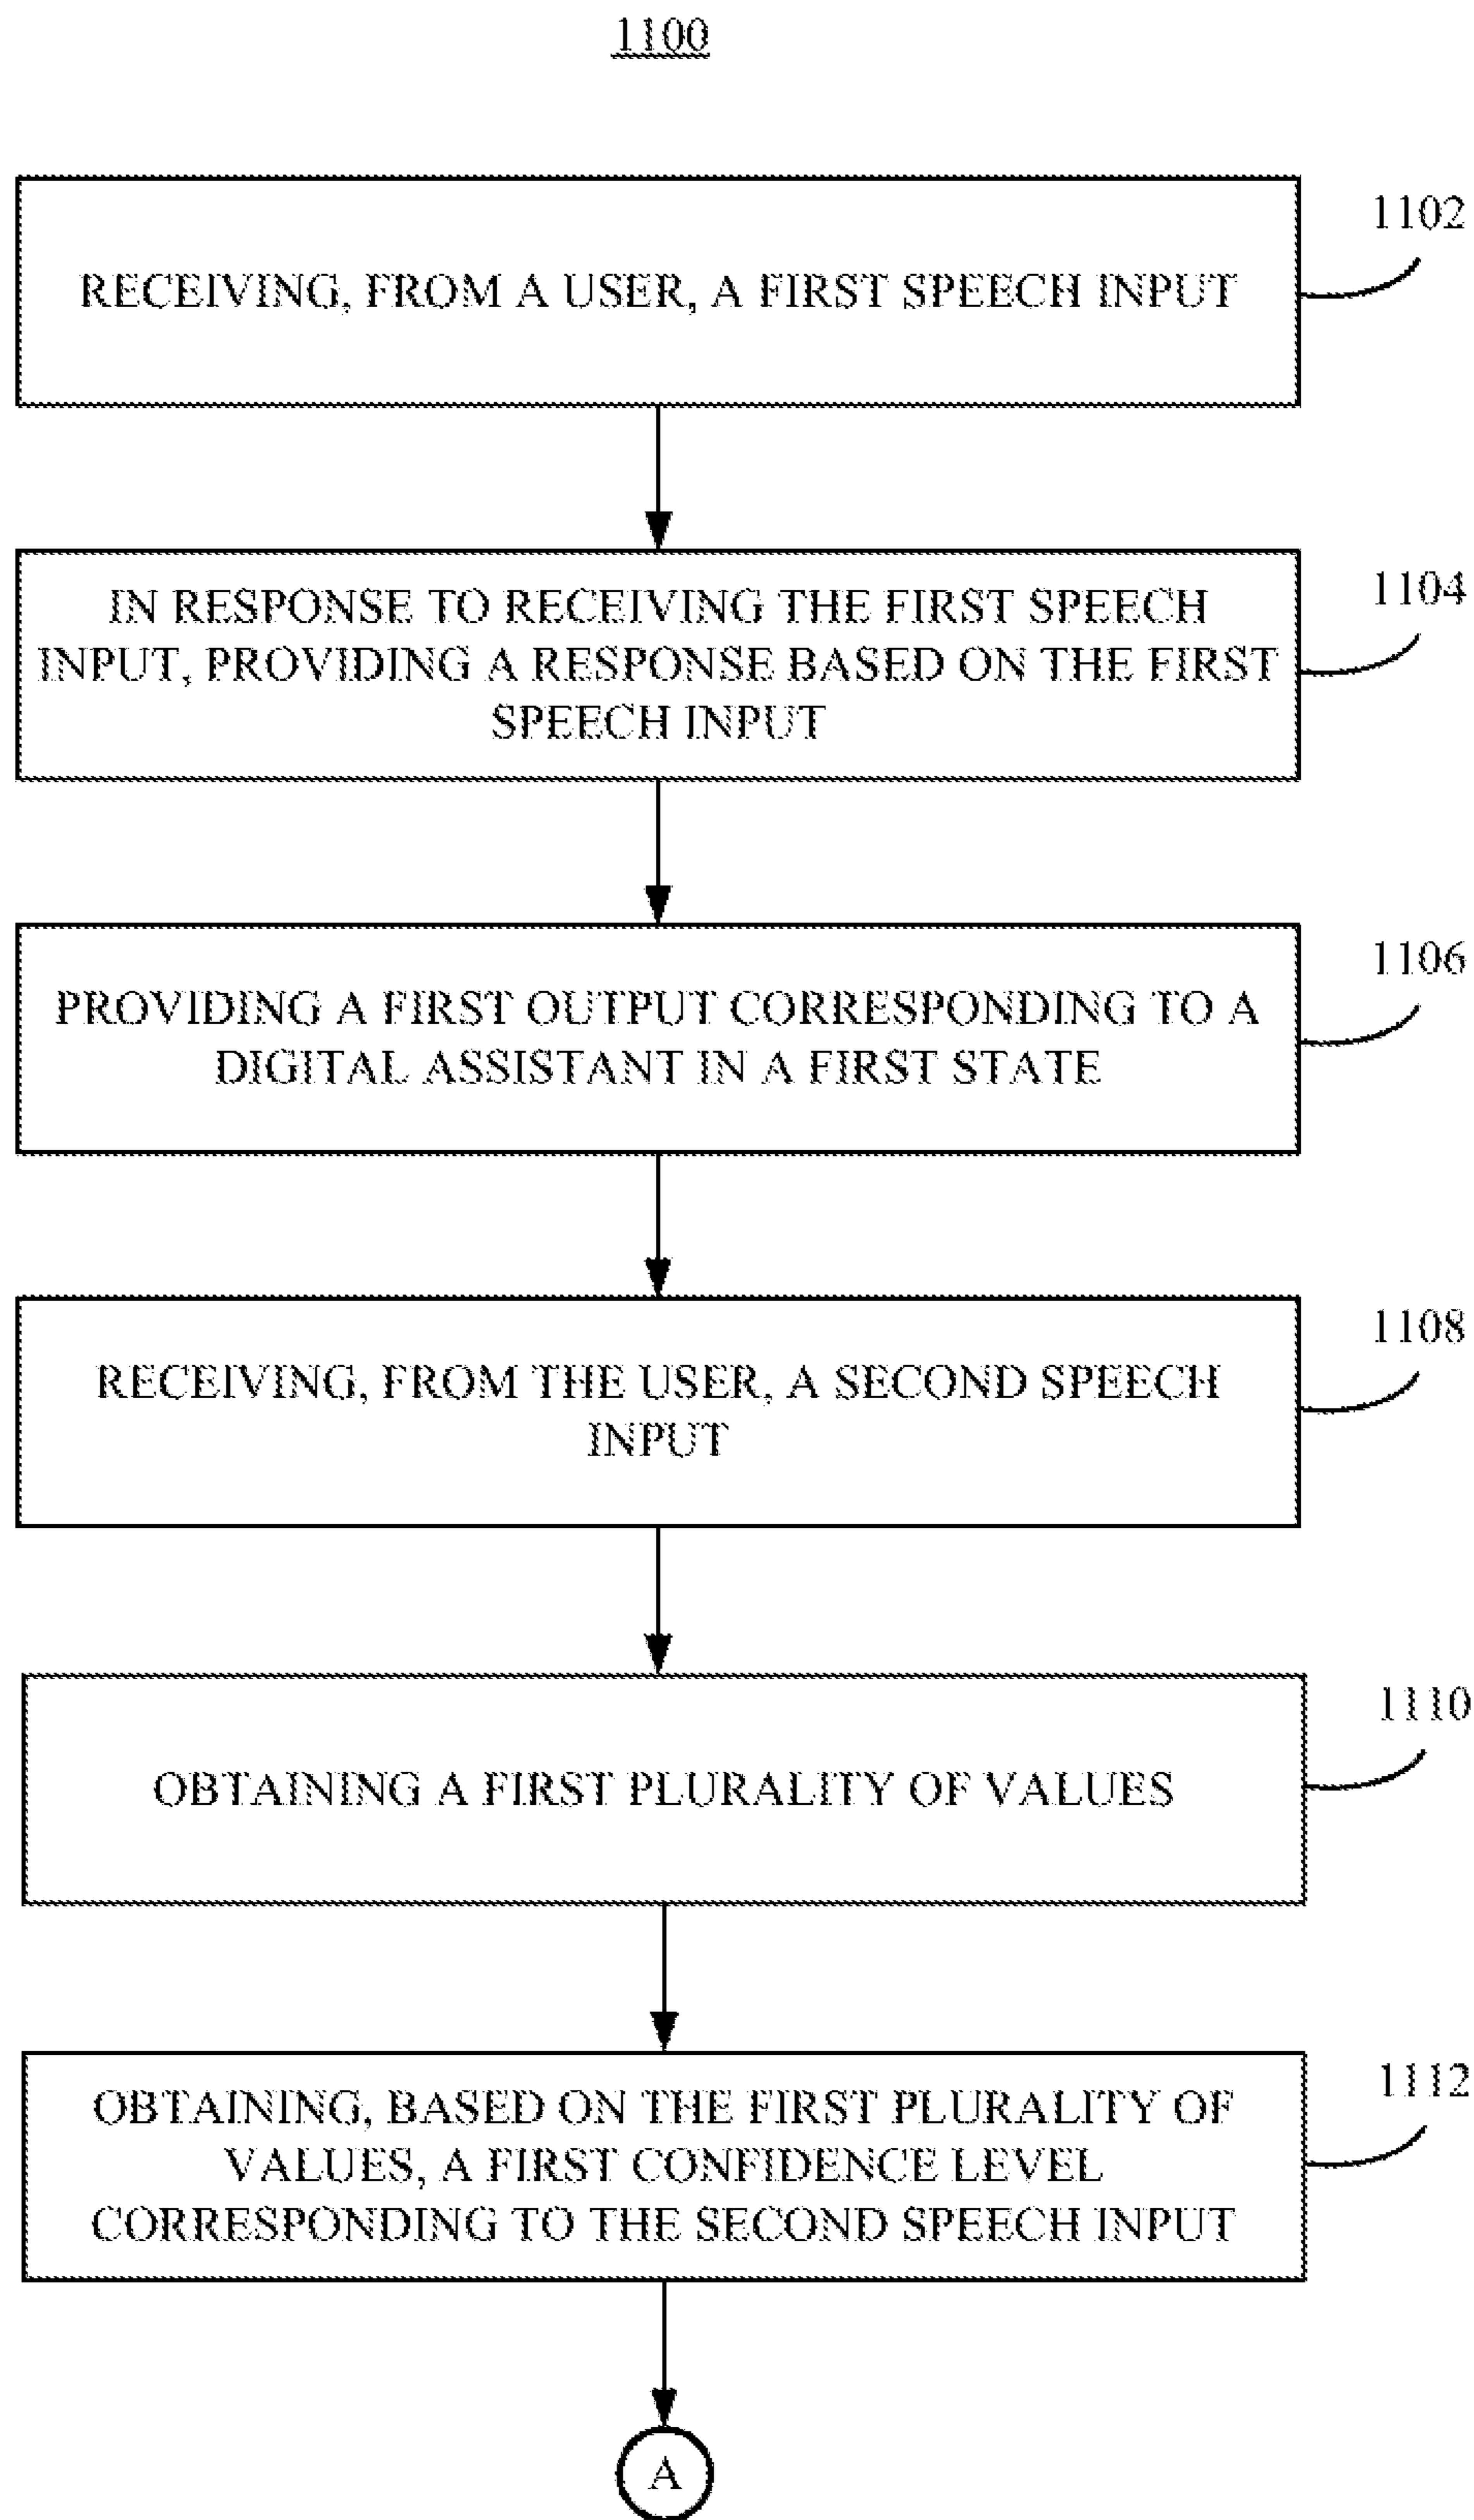 1100
RECEIVING, FROM A USER, A FIRST SPEECH INPUT
1102
IN RESPONSE TO RECEIVING THE FIRST SPEECH
INPUT, PROVIDING A RESPONSE BASED ON THE FIRST
SPEECH INPUT
1104
PROVIDING A FIRST OUTPUT CORRESPONDING TO A
DIGITAL ASSISTANT IN A FIRST STATE
1106
RECEIVING, FROM THE USER, A SECOND SPEECH
INPUT
1108
OBTAINING A FIRST PLURALITY OF VALUES
1110
OBTAINING, BASED ON THE FIRST PLURALITY OF
VALUES, A FIRST CONFIDENCE LEVEL
CORRESPONDING TO THE SECOND SPEECH INPUT
1112
A